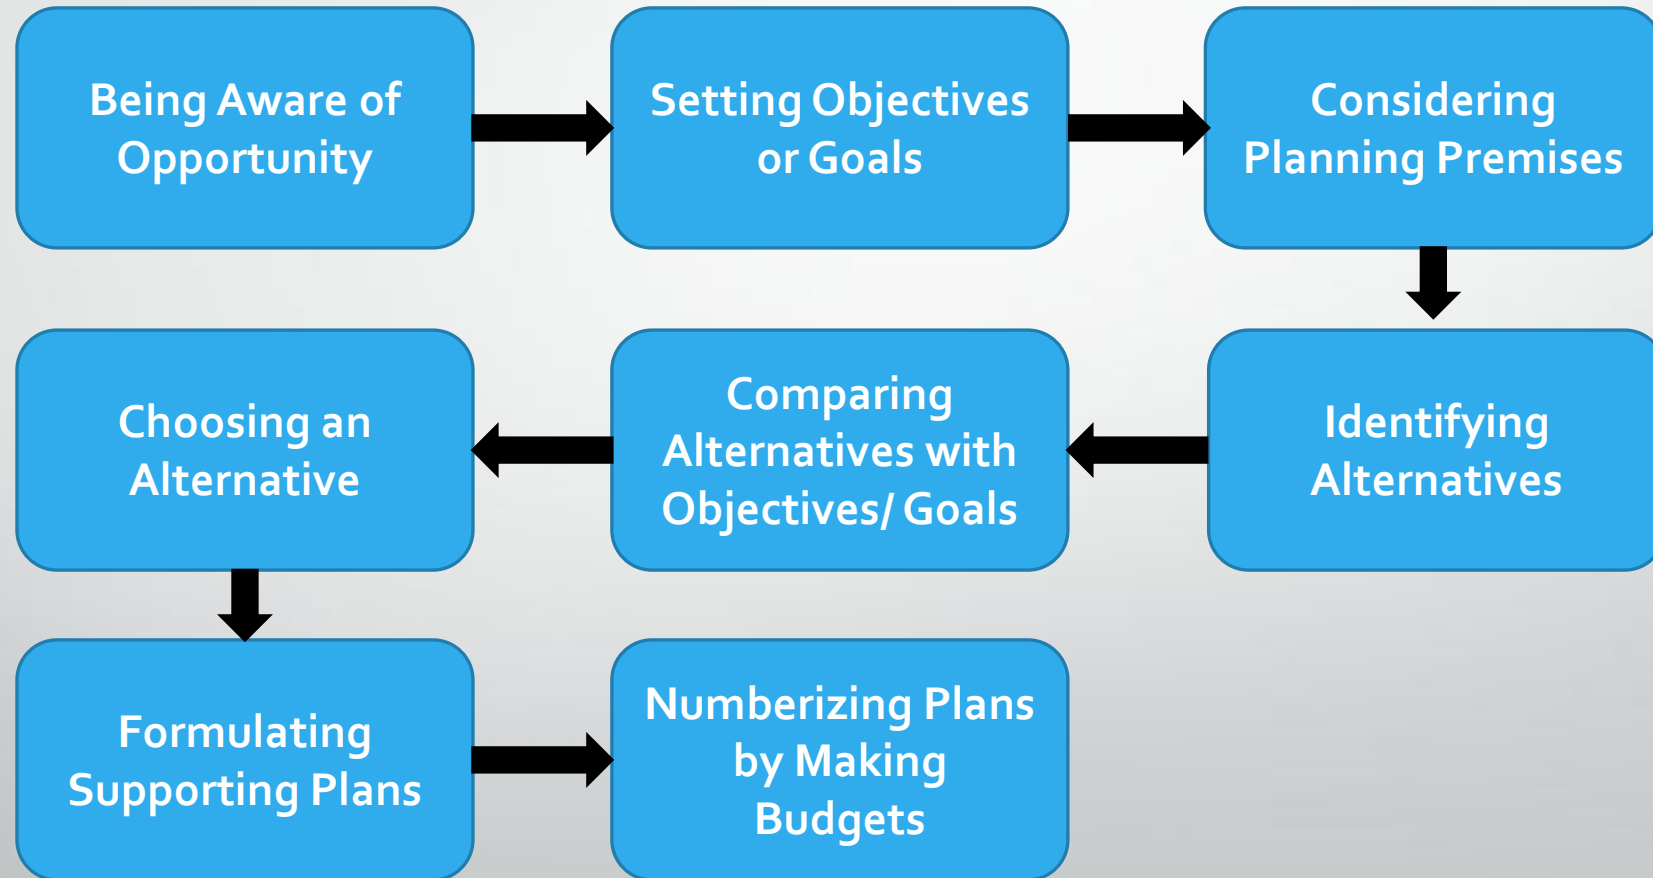 Being Aware of
Opportunity
Setting Objectives
or Goals
Considering
Planning Premises
Identifying
Alternatives
Comparing
Alternatives with
Objectives/ Goals
Choosing an
Alternative
Formulating
Supporting Plans
Numberizing Plans
by Making
Budgets